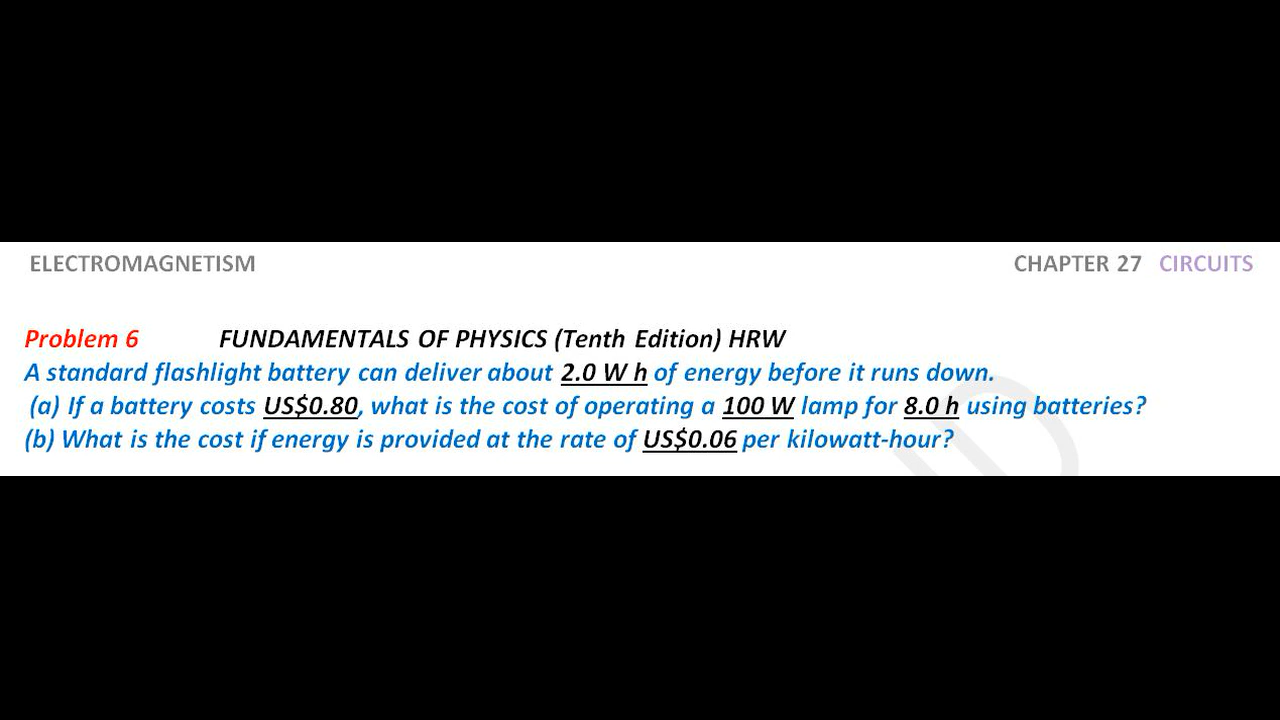 ELECTROMAGNETISM CHAPTER 27 CIRCUITS
Problem 6 FUNDAMENTALS OF PHYSICS (Tenth Edition) HRW
A standard flashlight battery can deliver about 2.0 W h of energy before it runs down.
(a) If a battery costs US$0.80, what is the cost of operating a 100 W lamp for 8.0 h using batteries?
(b) What is the cost if energy is provided at the rate of US$0.06 per kilowatt-hour?